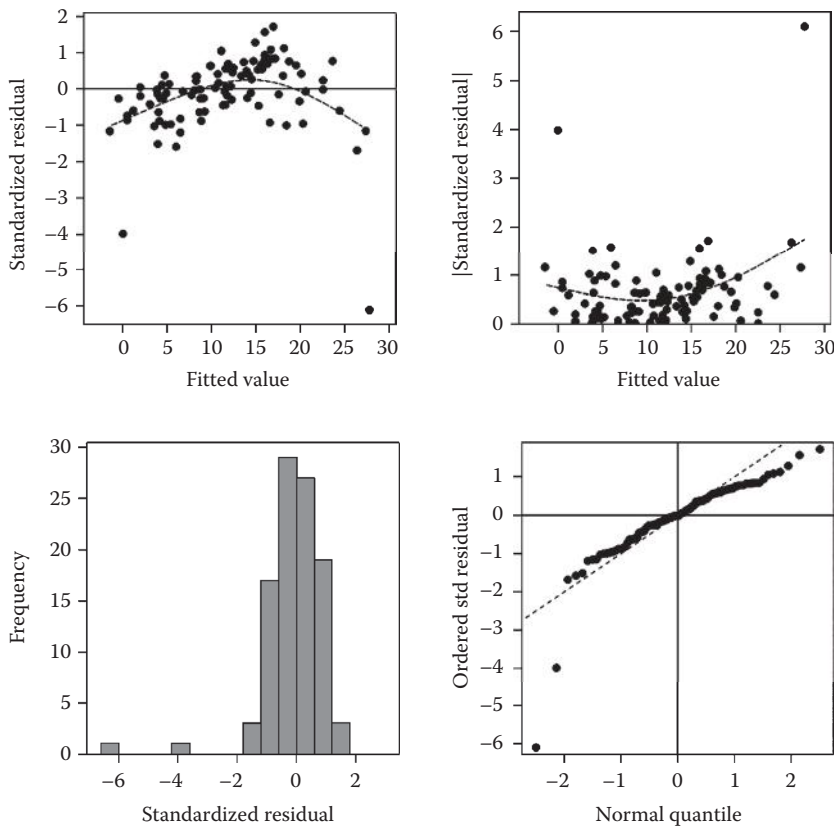 2
1
0
−1
−2
−3
−4
−5
−6
Standardized residual
0 5 10 15 20 25 30
Fitted value
6
5
4
3
2
1
0
|Standardized residual|
0 5 10 15 20 25 30
Fitted value
30
25
20
15
10
5
0
Frequency
−6 −4 −2 0 2
Standardized residual
1
0
−1
−2
−3
−4
−5
−6
Ordered std residual
−2 −1 0 1 2
Normal quantile